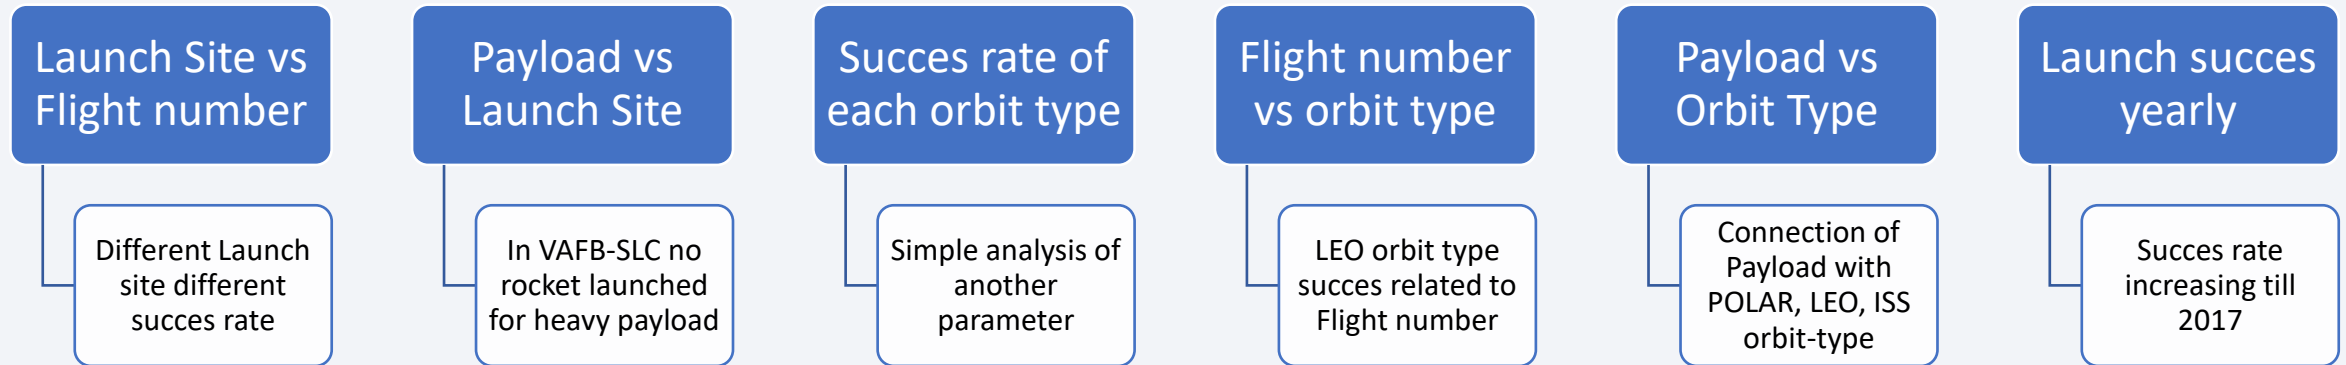 Launch Site vs
Flight number
Different Launch
site different
succes rate
Payload vs
Launch Site
In VAFB-SLC no
rocket launched
for heavy payload
Succes rate of
each orbit type
Simple analysis of
another
parameter
Flight number
vs orbit type
LEO orbit type
succes related to
Flight number
Payload vs
Orbit Type
Connection of
Payload with
POLAR, LEO, ISS
orbit-type
Launch succes
yearly
Succes rate
increasing till
2017